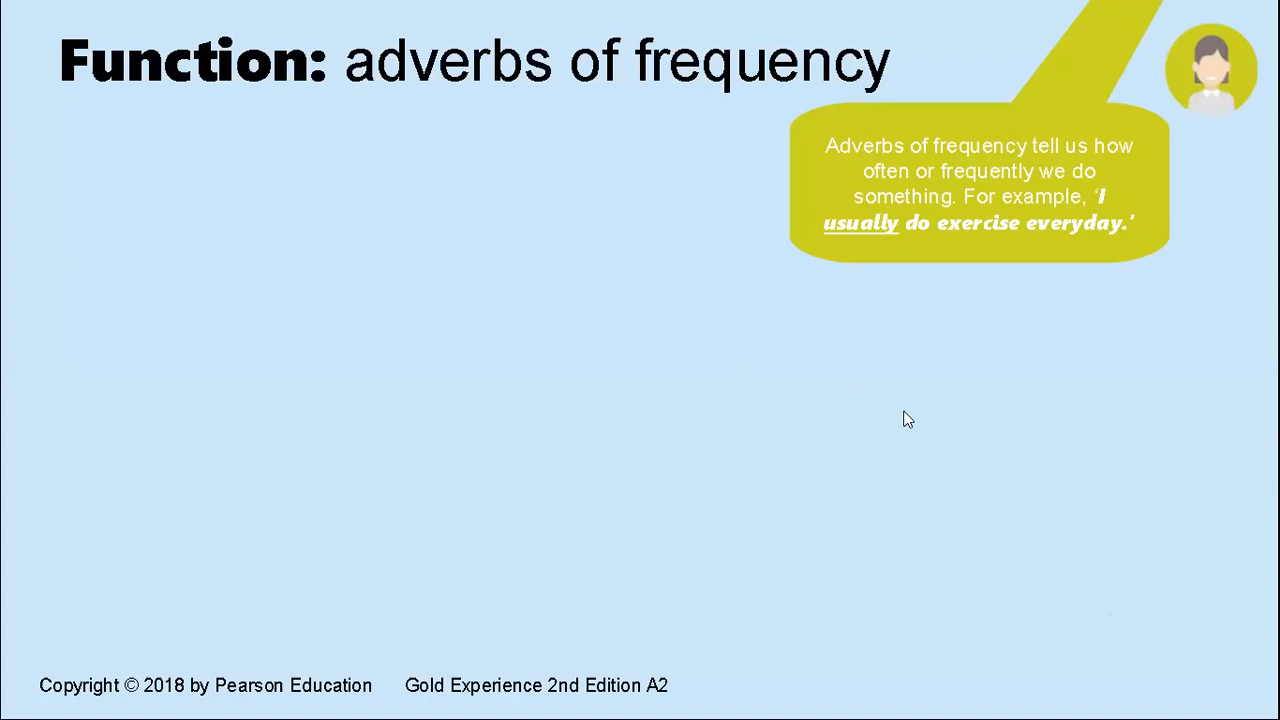 Function: adverbs of frequency
Adverbs of frequency tell us how
often or frequently we do
something. For example, ‘I
usually do exercise everyday.'
Copyright © 2018 by Pearson Education Gold Experience 2nd Edition A2